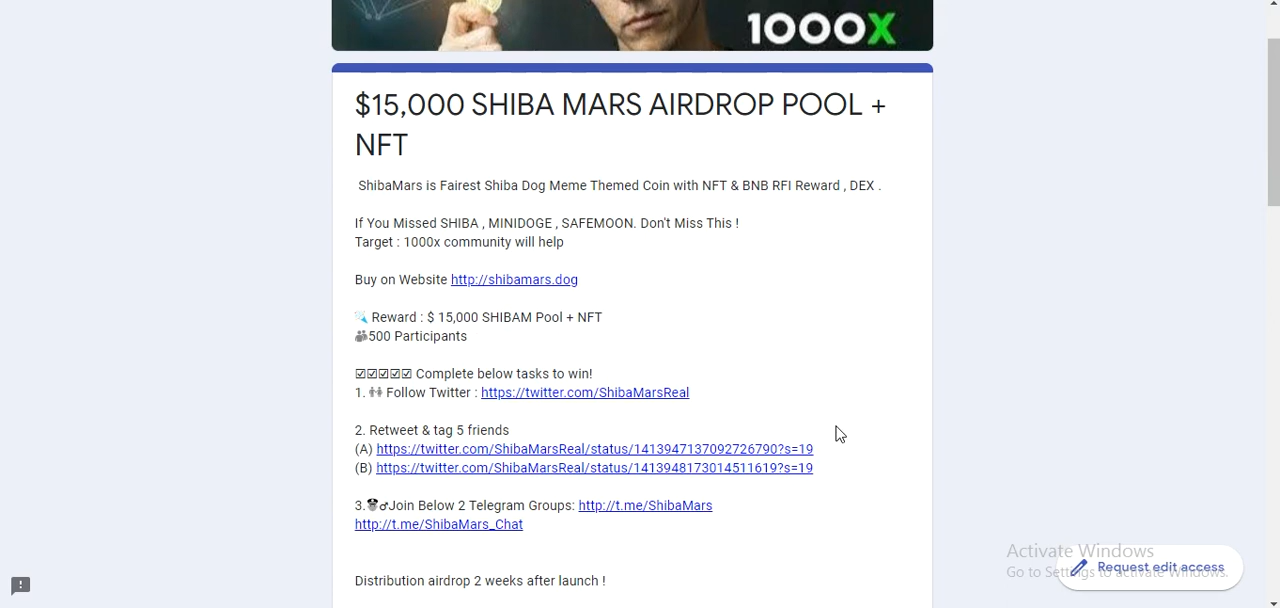 1000X
$15,000 SHIBA MARS AIRDROP POOL +
NFT
ShibaMars is Fairest Shiba Dog Meme Themed Coin with NFT & BNB RFI Reward , DEX .
If You Missed SHIBA , MINIDOGE , SAFEMOON. Don't Miss This !
Target : 1000x community will help
Buy on Website http://shibamars.dog
Reward : $ 15,000 SHIBAM Pool + NFT
500 Participants
☑☑☑☑☑ Complete below tasks to win!
1. Follow Twitter : https://twitter.com/ShibaMarsReal
2. Retweet & tag 5 friends
(A) https://twitter.com/ShibaMarsReal/status/1413947137092726790?s=19
(B) https://twitter.com/ShibaMarsReal/status/1413948173014511619?s=19
3.♂Join Below 2 Telegram Groups: http://t.me/ShibaMars
http://t.me/ShibaMars_Chat
Activate Windows
Request edit access
Go to Settings to activate Windows.
Distribution airdrop 2 weeks after launch !